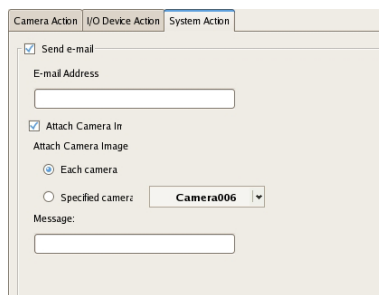 Camera Action I/O Device Action System Action
Send e-mail
E-mail Address
Attach Camera Im
Attach Camera Image
Each camera
Specified camera Camera006
Message: